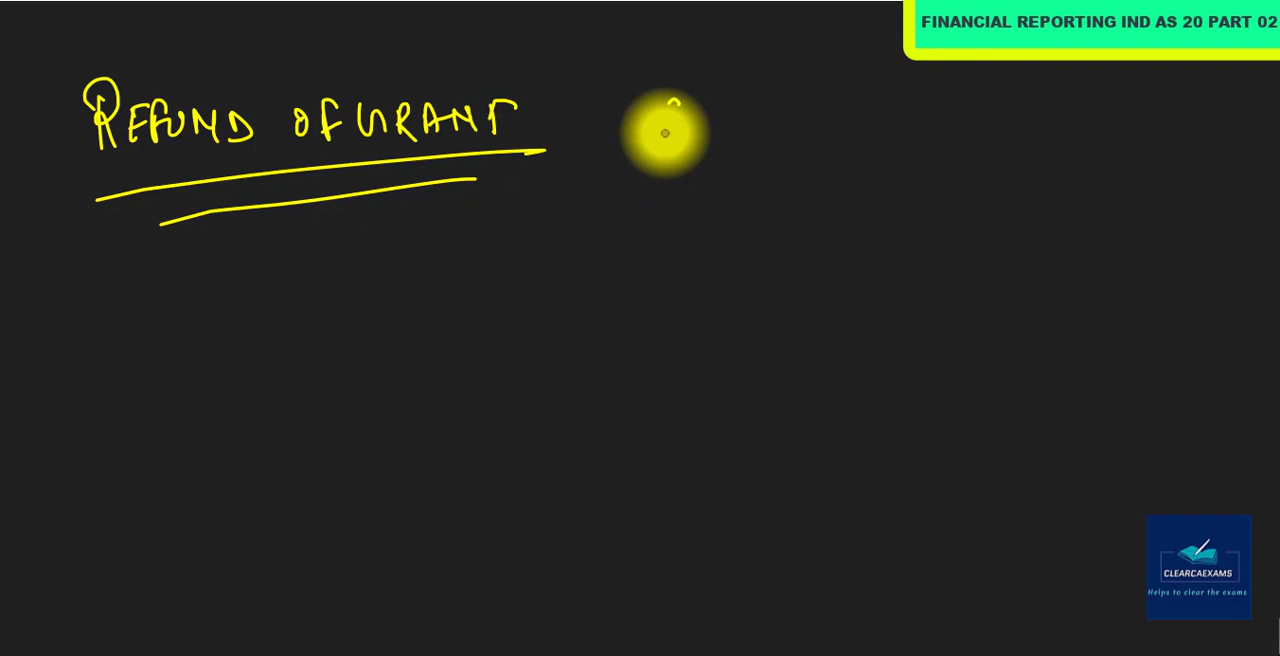 FINANCIAL REPORTING IND AS 20 PART 02
REFUND OF GRANT
CLEARCAEXAMS
Helps to clear the exams